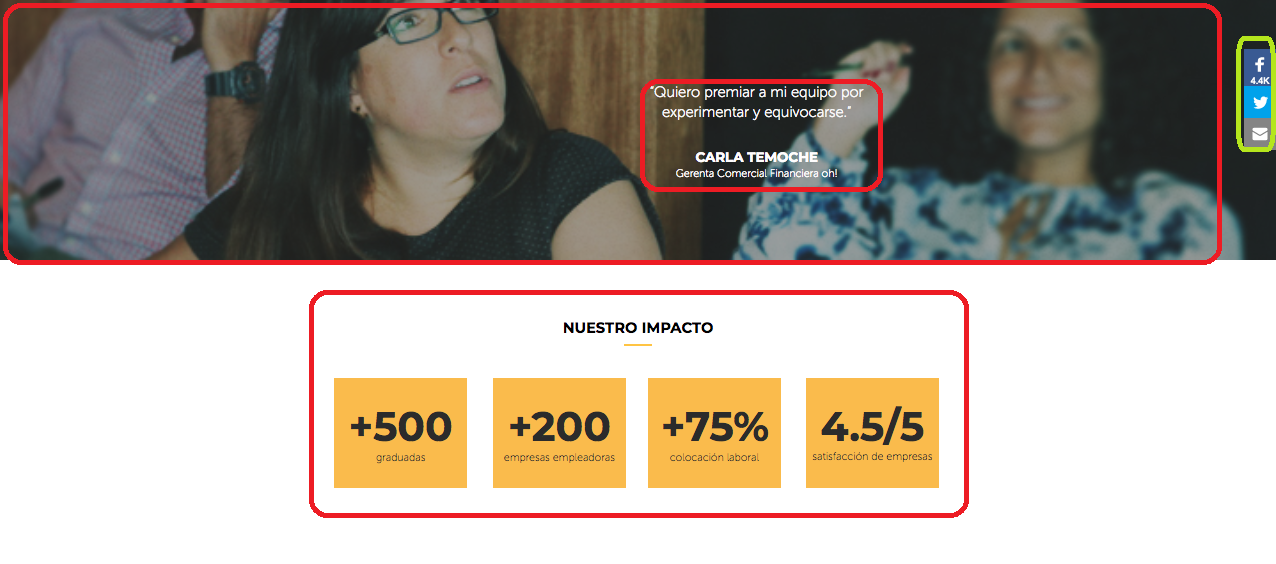 "Quiero premiar a mi equipo por
experimentar y equivocarse."
CARLA TEMOCHE
Gerenta Comercial Financiera oh!
4.4K
NUESTRO IMPACTO
+500
graduadas
+200
empresas empleadoras
+75%
colocación laboral
4.5/5
satisfacción de empresas